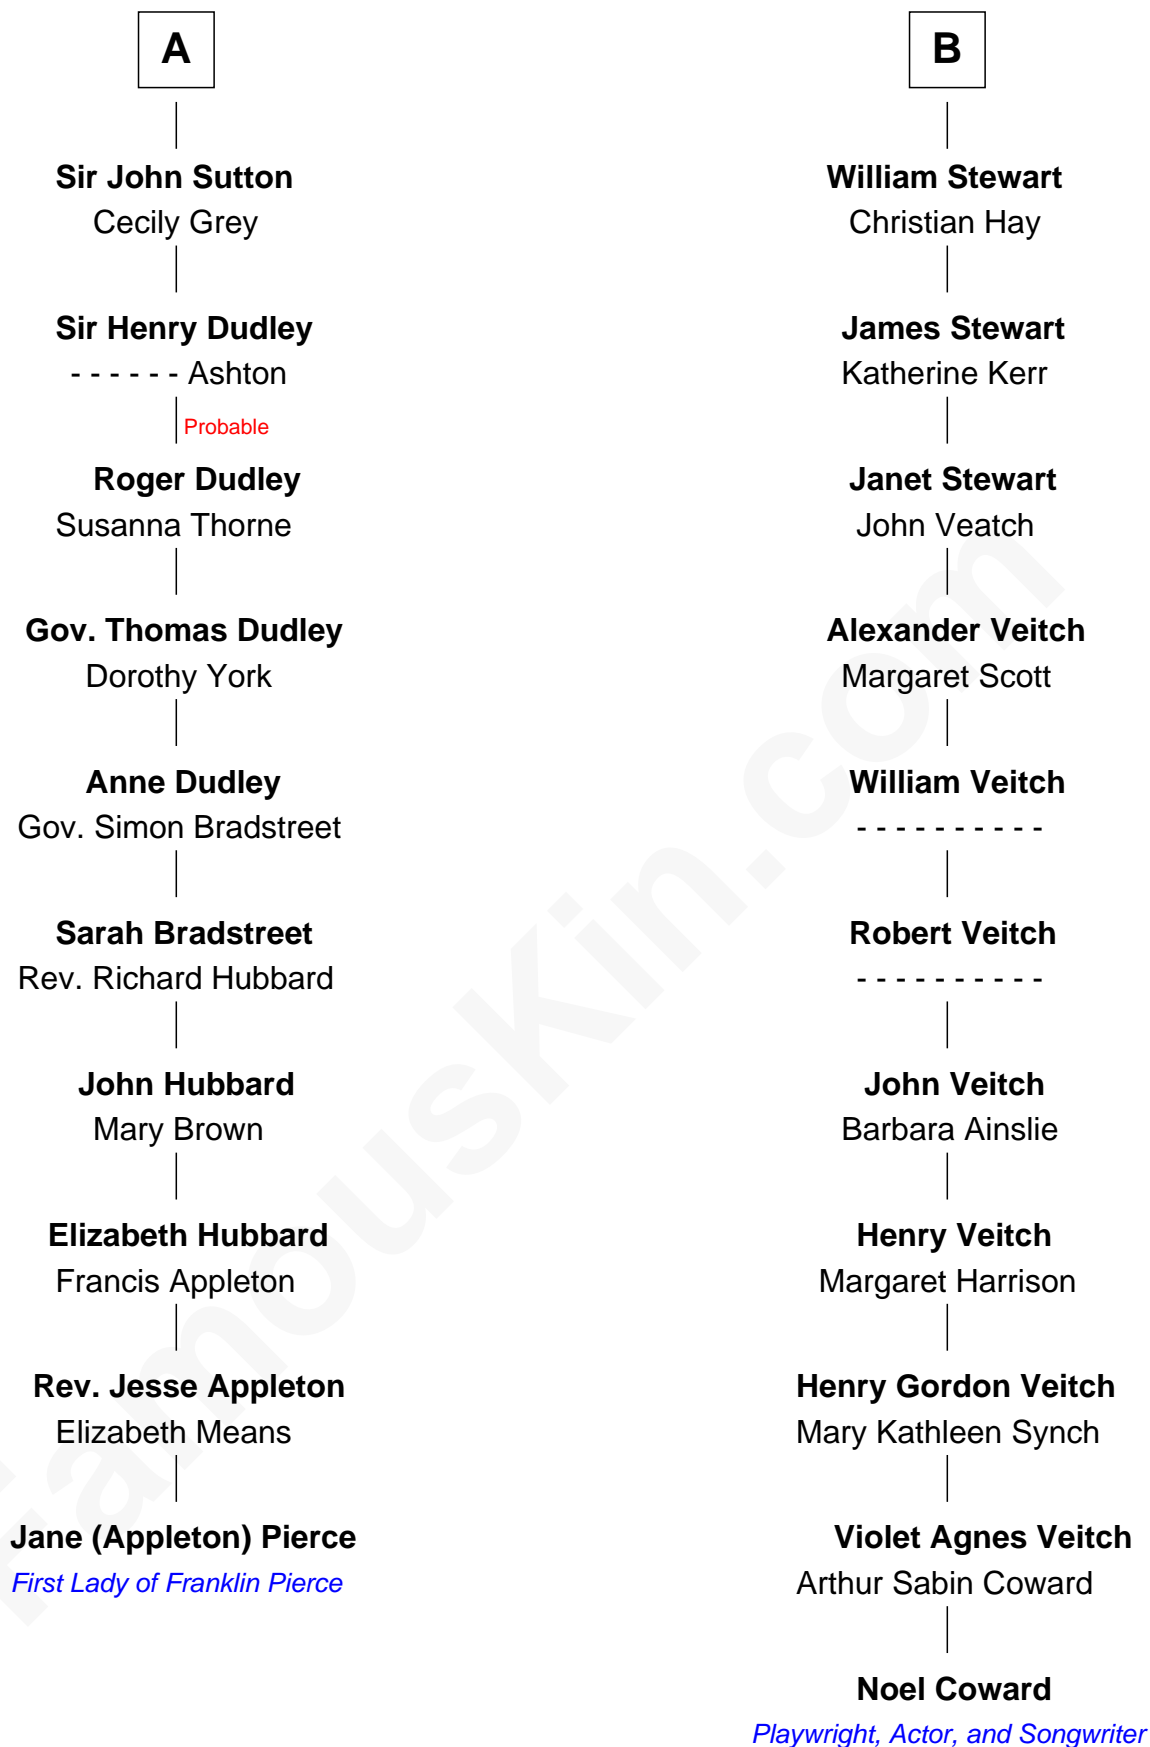 A
Sir John Sutton
Cecily Grey
Sir Henry Dudley
- - - - - - Ashton
Probable
Roger Dudley
Susanna Thorne
Gov. Thomas Dudley
Dorothy York
Anne Dudley
Gov. Simon Bradstreet
Sarah Bradstreet
Rev. Richard Hubbard
John Hubbard
Mary Brown
Elizabeth Hubbard
Francis Appleton
Rev. Jesse Appleton
Elizabeth Means
Jane (Appleton) Pierce
First Lady of Franklin Pierce
B
William Stewart
Christian Hay
James Stewart
Katherine Kerr
Janet Stewart
John Veatch
Alexander Veitch
Margaret Scott
William Veitch
- - - - - - - - - -
Robert Veitch
- - - - - - - - - -
John Veitch
Barbara Ainslie
Henry Veitch
Margaret Harrison
Henry Gordon Veitch
Mary Kathleen Synch
Violet Agnes Veitch
Arthur Sabin Coward
Noel Coward
Playwright, Actor, and Songwriter
FamousKin.com